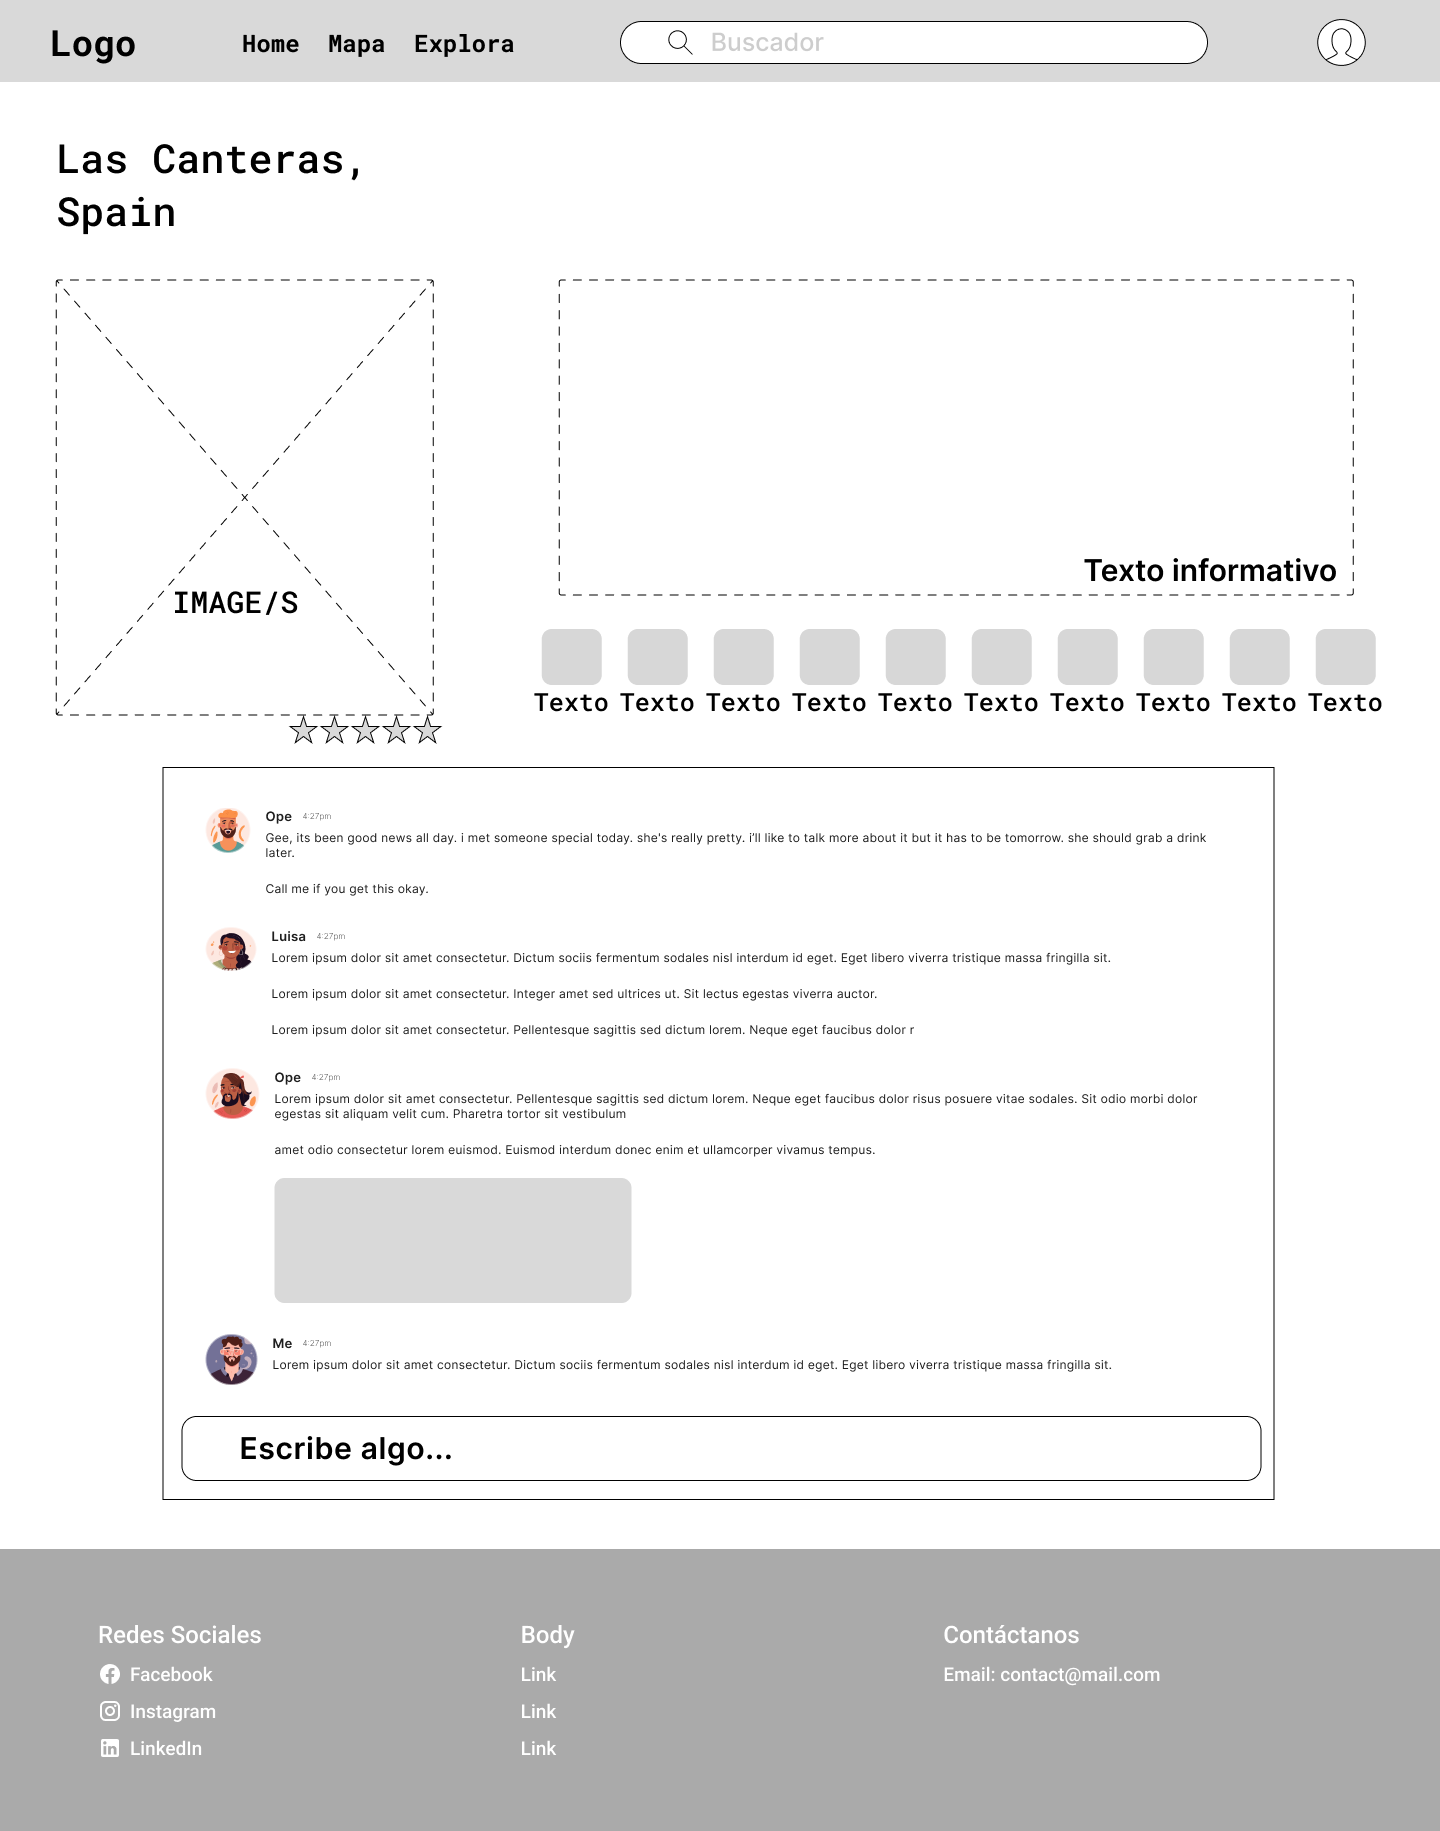 Logo
Home Mapa Explora
Buscador
Las Canteras,
Spain
IMAGE/S
Texto informativo
Texto Texto Texto Texto Texto Texto Texto Texto Texto Texto
Ope 4:27pm
Gee, its been good news all day. i met someone special today. she's really pretty. i'll like to talk more about it but it has to be tomorrow. she should grab a drink
later.
Call me if you get this okay.
Luisa 4:27pm
Lorem ipsum dolor sit amet consectetur. Dictum sociis fermentum sodales nisl interdum id eget. Eget libero viverra tristique massa fringilla sit.
Lorem ipsum dolor sit amet consectetur. Integer amet sed ultrices ut. Sit lectus egestas viverra auctor.
Lorem ipsum dolor sit amet consectetur. Pellentesque sagittis sed dictum lorem. Neque eget faucibus dolor r
Ope 4:27pm
Lorem ipsum dolor sit amet consectetur. Pellentesque sagittis sed dictum lorem. Neque eget faucibus dolor risus posuere vitae sodales. Sit odio morbi dolor
egestas sit aliquam velit cum. Pharetra tortor sit vestibulum
amet odio consectetur lorem euismod. Euismod interdum donec enim et ullamcorper vivamus tempus.
Me 4:27pm
Lorem ipsum dolor sit amet consectetur. Dictum sociis fermentum sodales nisl interdum id eget. Eget libero viverra tristique massa fringilla sit.
Escribe algo...
Redes Sociales
Facebook
Instagram
LinkedIn
Body
Link
Link
Link
Contáctanos
Email: contact@mail.com